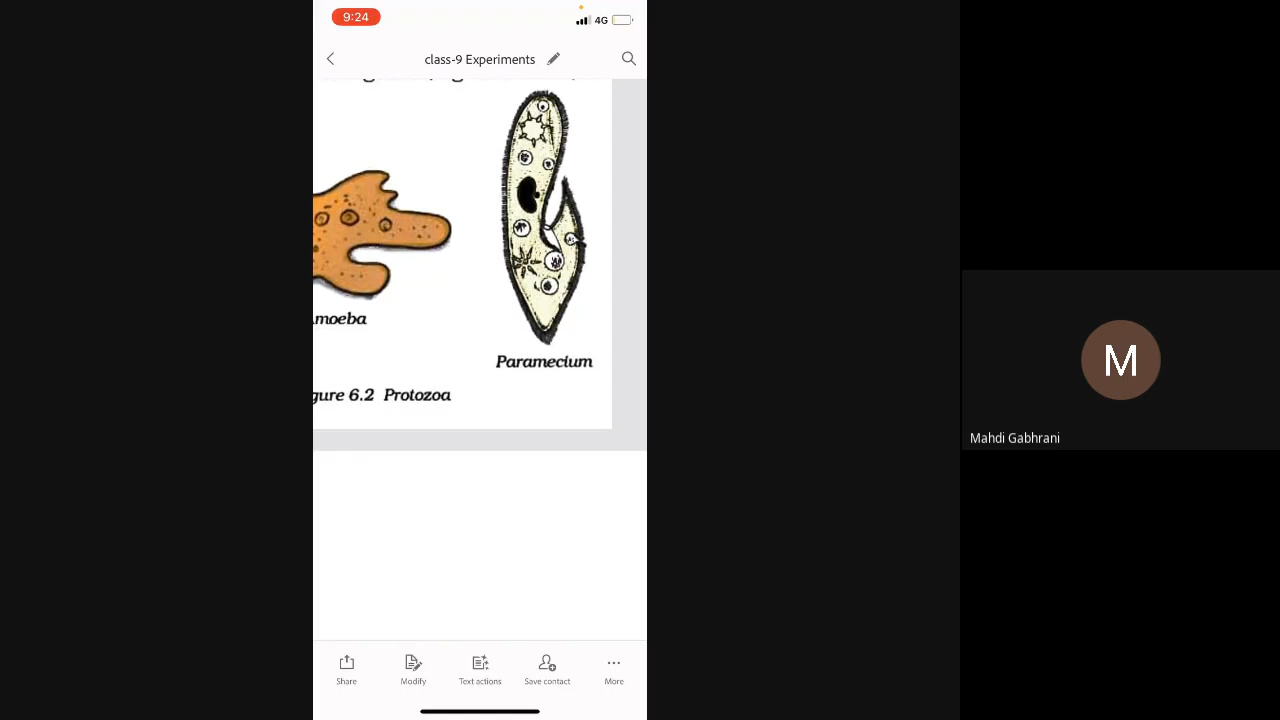 9:24
4G
class-9 Experiments
moeba
Paramecium
gure 6.2 Protozoa
Share
Modify
Text actions
Save contact
More
M
Mahdi Gabhrani